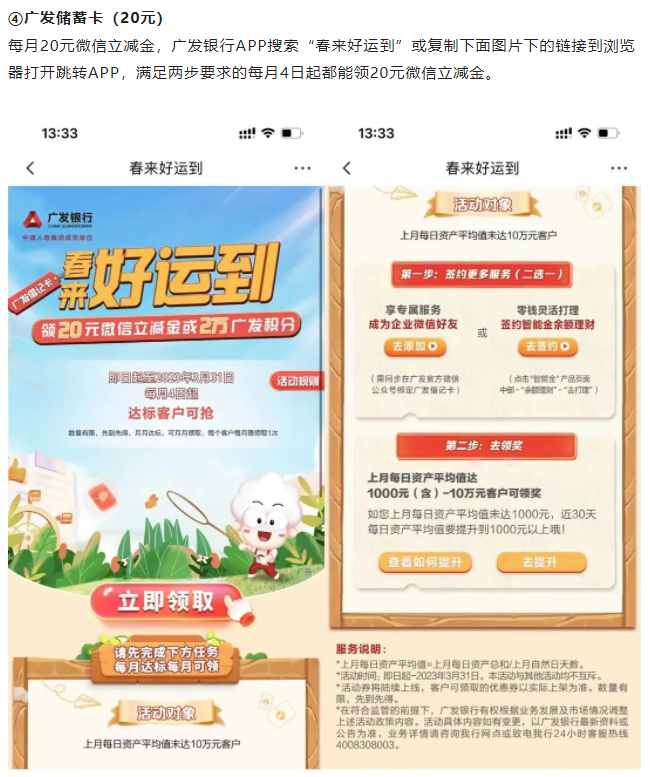 ④广发储蓄卡（20元）
每月20元微信立减金，广发银行APP搜索“春来好运到”或复制下面图片下的链接到浏览
器打开跳转APP，满足两步要求的每月4日起都能领20元微信立减金。
13:33
春来好运到
广发银行
CHINA GUANGFA BANK
中国人寿集团成员单位
广发借记卡
春来
好运到
领20元微信立减金或2万广发积分
即日起至2023年3月31日
每月4日起
活动规则
达标客户可抢
数量有限，先到先得，月月达标，可月月领取，每个客户每月限领取1次
广告
立即领取
请先完成下方任务
每月达标每月可领
活动对象
上月每日资产平均值未达10万元客户
13:33
春来好运到
活动对象
上月每日资产平均值未达10万元客户
第一步：签约更多服务（二选一）
享专属服务
成为企业微信好友
去添加
（需同步在广发官方微信
公众号绑定广发借记卡）
或
零钱灵活打理
签约智能金余额理财
去签约
（点击“智能金”产品页面
中部-“余额理财”-“去打理”）
第二步：去领奖
上月每日资产平均值达
1000元（含）-10万元客户可领奖
如您上月每日资产平均值未达1000元，近30天
每日资产平均值要提升到1000元以上哦！
查看如何提升
去提升
服务说明：
*上月每日资产平均值=上月每日资产总和/上月自然日天数。
*活动时间：即日起-2023年3月31日。本活动与其他活动均不互斥。
*活动券将陆续上线，客户可领取的优惠券以实际上架为准，数量有
限，先到先得。
*在符合监管的前提下，广发银行有权根据业务发展及市场情况调整
上述活动政策内容。活动具体内容如有变更，以广发银行最新资料或
公告为准，业务详情请咨询我行网点或致电我行24小时客服热线
4008308003。